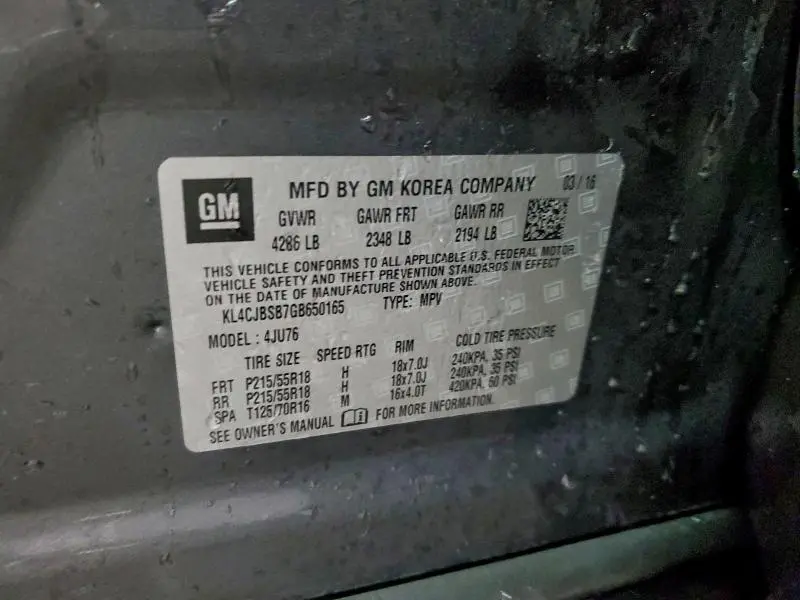 GM
MFD BY GM KOREA COMPANY 03 / 16
GVWR GAWR FRT GAWR RR
4286 LB 2348 LB 2194 LB
THIS VEHICLE CONFORMS TO ALL APPLICABLE U.S. FEDERAL MOTOR
VEHICLE SAFETY AND THEFT PREVENTION STANDARDS IN EFFECT
ON THE DATE OF MANUFACTURE SHOWN ABOVE.
KL4CJBSB7GB650165 TYPE: MPV
MODEL : 4JU76
TIRE SIZE SPEED RTG RIM COLD TIRE PRESSURE
FRT P215/55R18 H 18x7.0J 240KPA, 35 PSI
RR P215/55R18 H 18x7.0J 240KPA, 35 PSI
SPA T125/70R16 M 16x4.0T 420KPA, 60 PSI
SEE OWNER'S MANUAL FOR MORE INFORMATION.